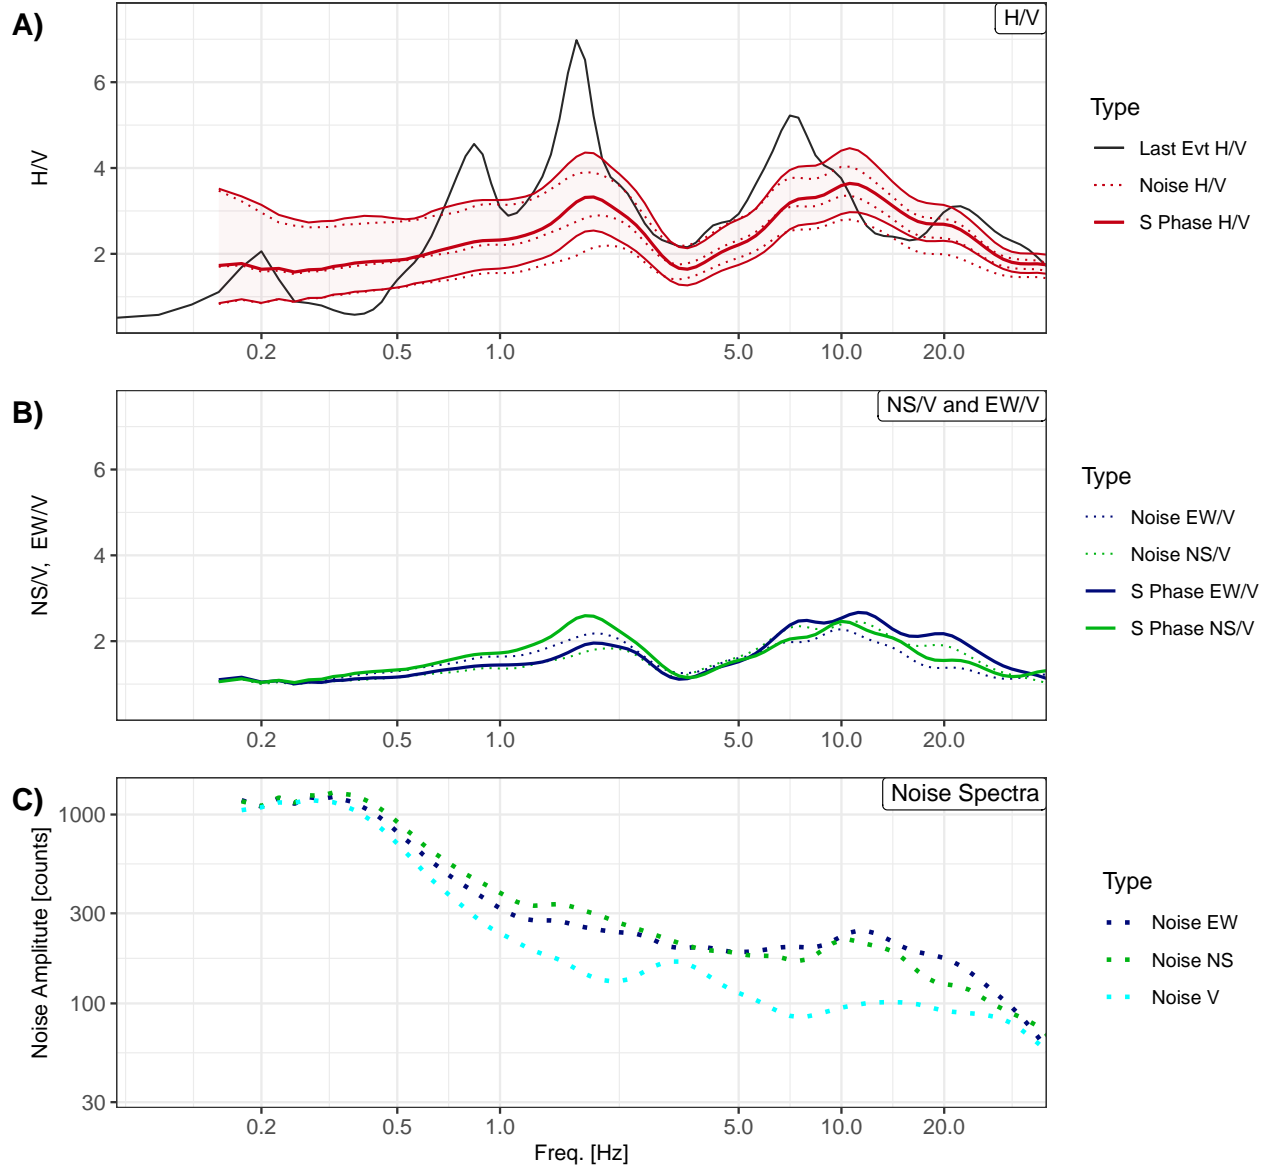 A)
H/V
6
4
2
H/V
0.2 0.5 1.0 5.0 10.0 20.0
Type
Last Evt H/V
Noise H/V
S Phase H/V
B)
NS/V and EW/V
6
4
2
NS/V, EW/V
0.2 0.5 1.0 5.0 10.0 20.0
Type
Noise EW/V
Noise NS/V
S Phase EW/V
S Phase NS/V
C)
Noise Spectra
1000
300
100
30
Noise Amplitute [counts]
0.2 0.5 1.0 5.0 10.0 20.0
Freq. [Hz]
Type
Noise EW
Noise NS
Noise V